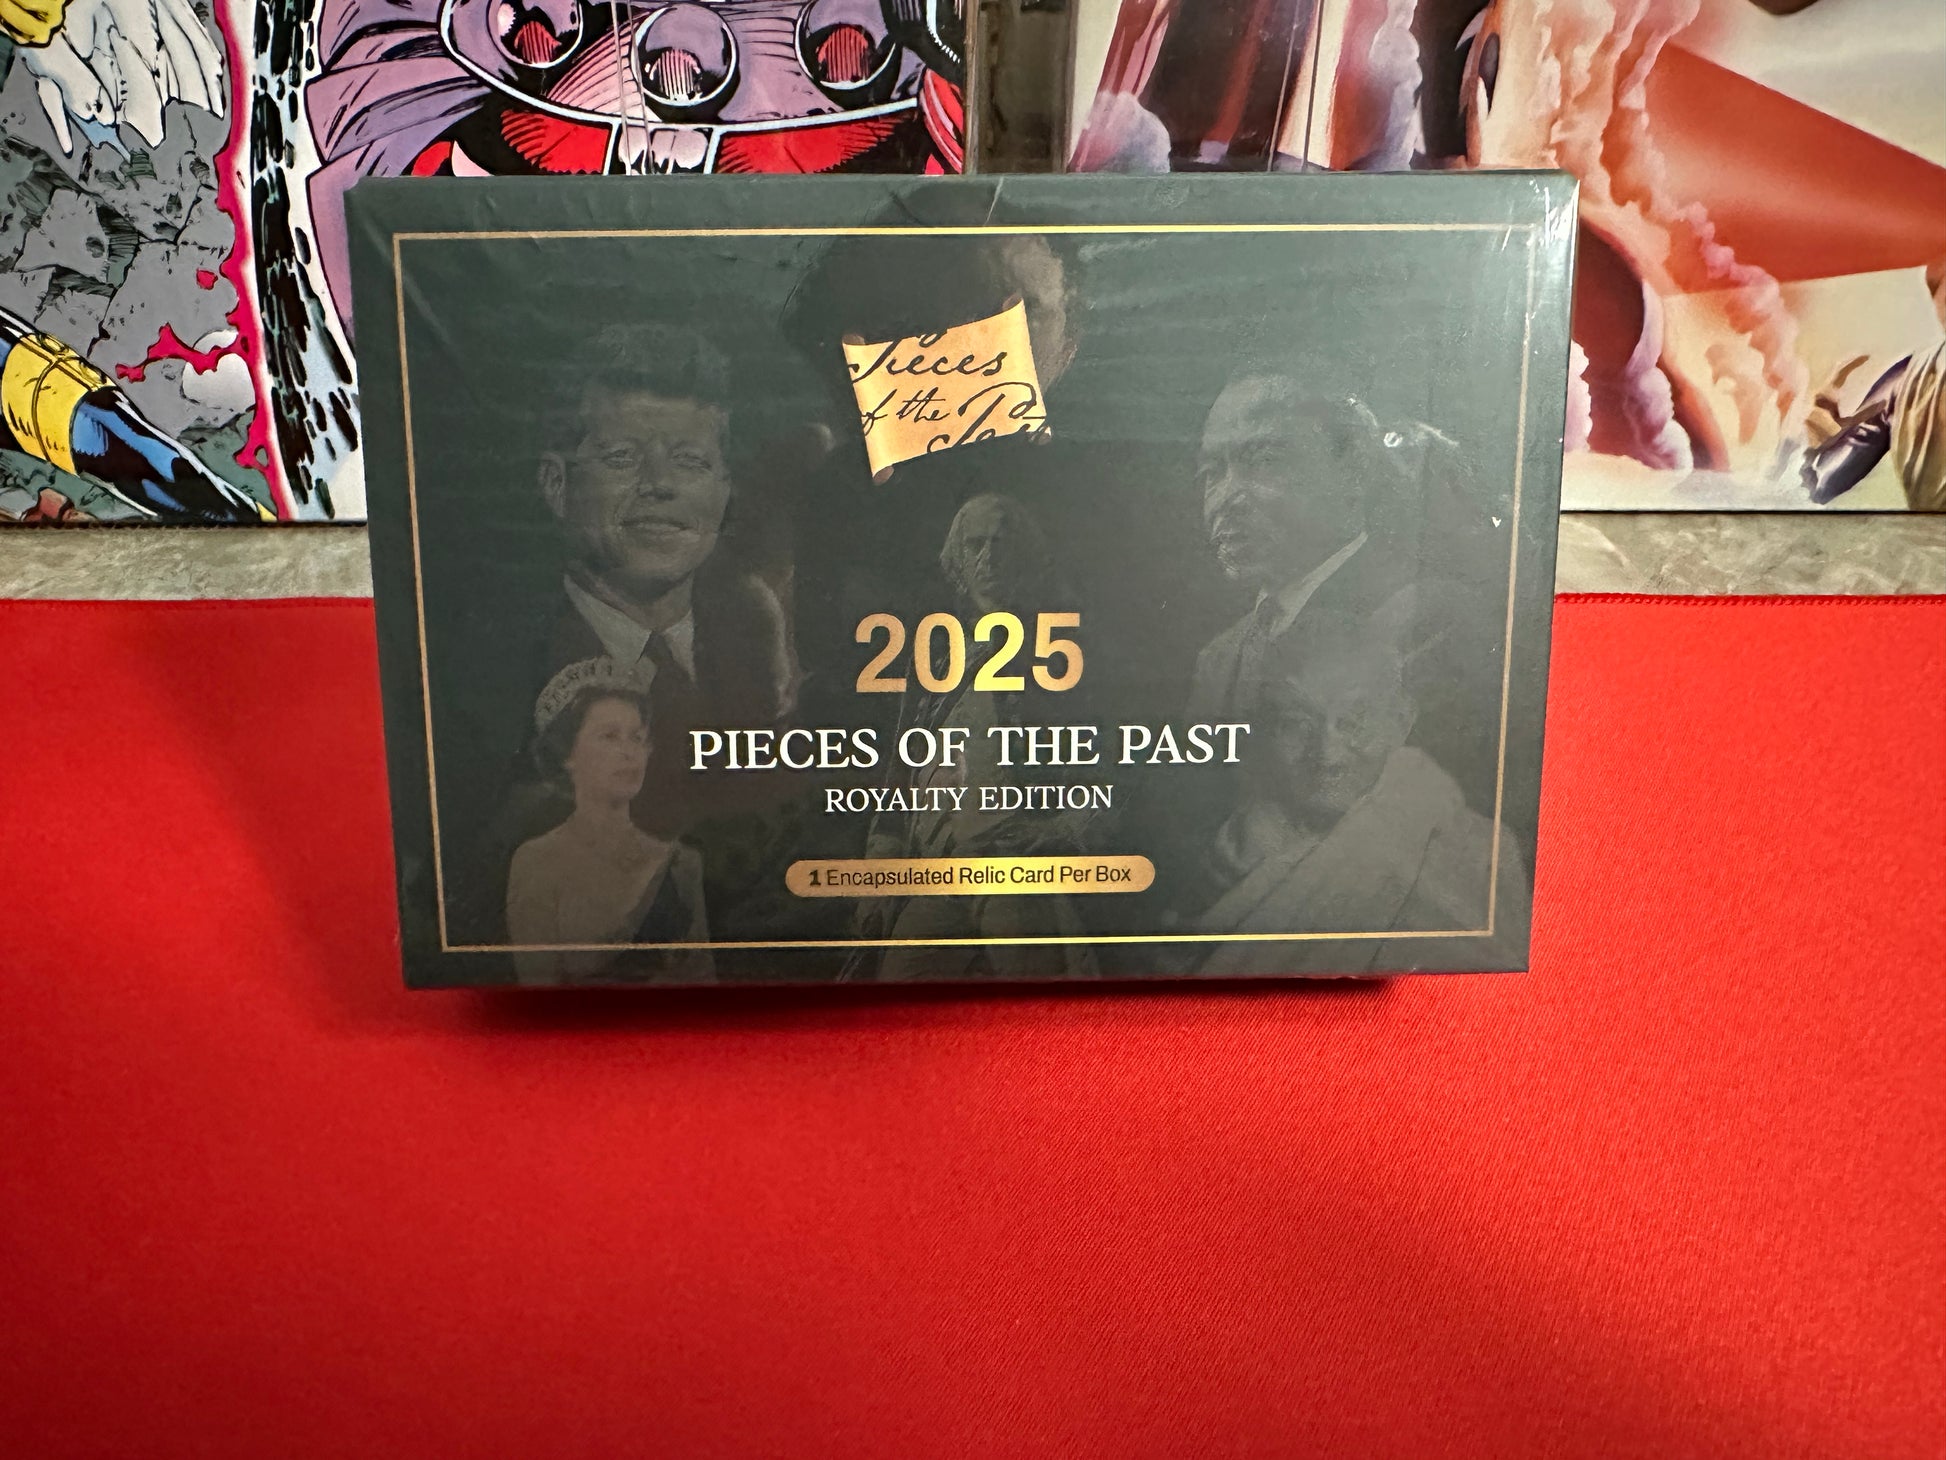 Pieces
of the Past
2025
PIECES OF THE PAST
ROYALTY EDITION
1 Encapsulated Relic Card Per Box